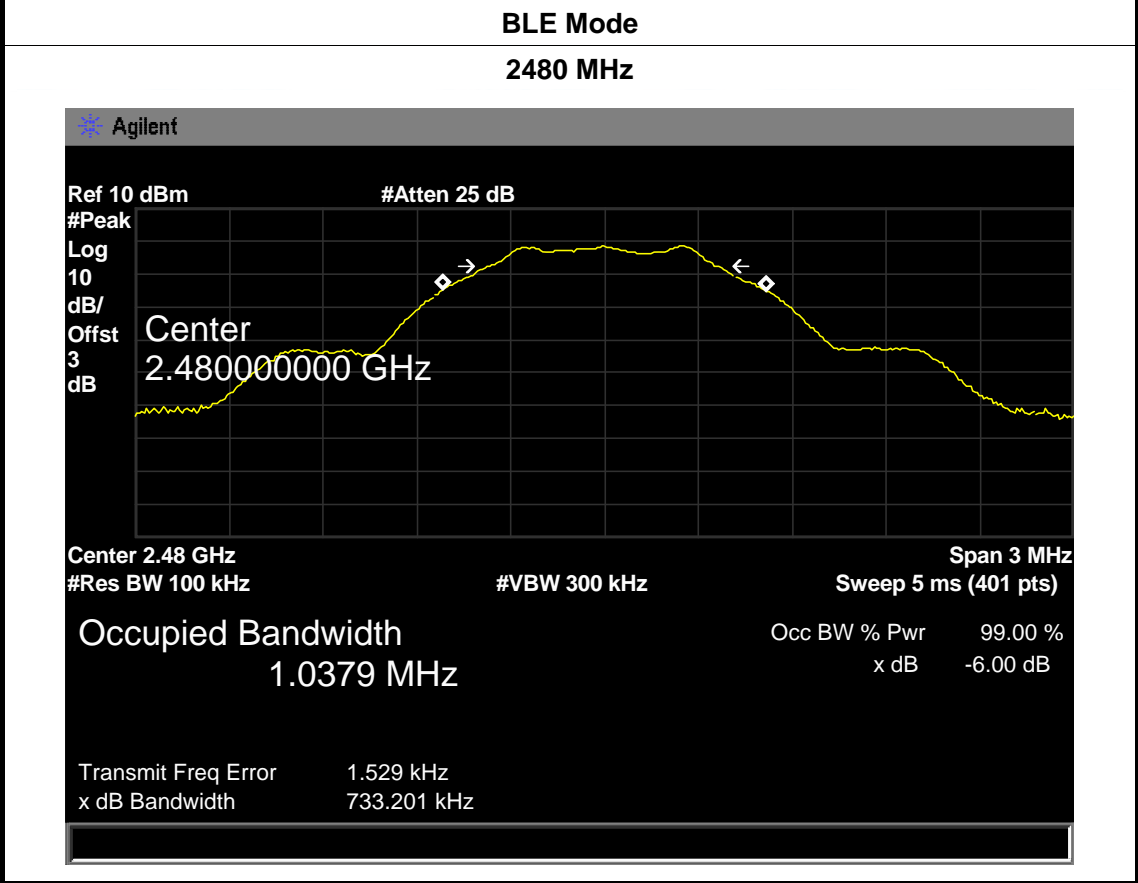 BLE Mode
2480 MHz
Agilent
Ref 10 dBm #Atten 25 dB
#Peak
Log
10
dB/
Offst
3
dB
Center
2.480000000 GHz
Center 2.48 GHz Span 3 MHz
#Res BW 100 kHz #VBW 300 kHz Sweep 5 ms (401 pts)
Occupied Bandwidth Occ BW % Pwr 99.00 %
1.0379 MHz x dB -6.00 dB
Transmit Freq Error 1.529 kHz
x dB Bandwidth 733.201 kHz